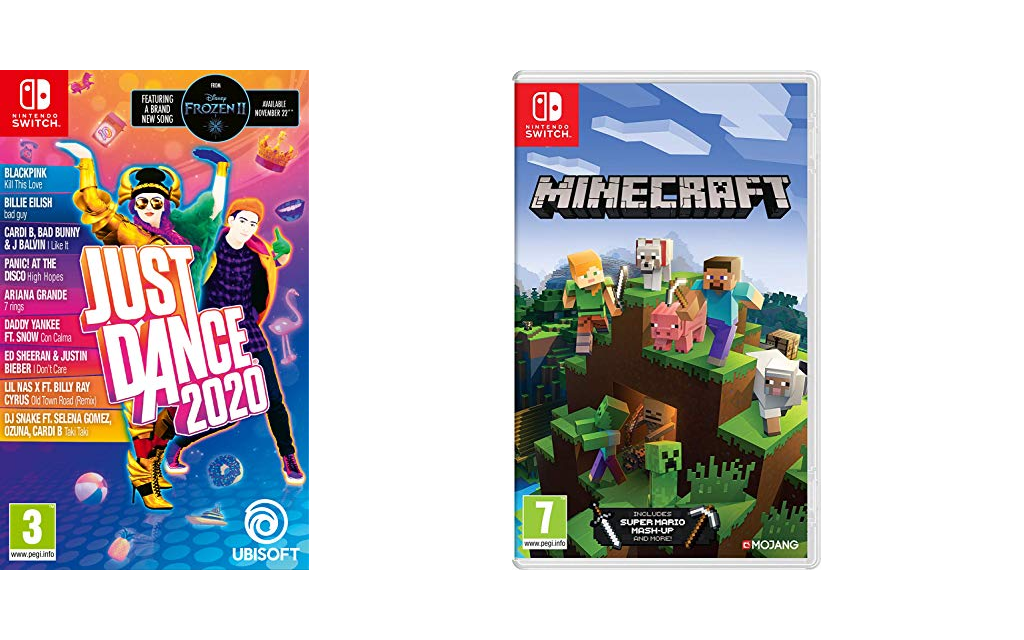 NINTENDO
SWITCH™
FEATURING
A BRAND
NEW SONG
FROM
Disney
FROZEN II
AVAILABLE
NOVEMBER 22
BLACKPINK
Kill This Love
BILLIE EILISH
bad guy
CARDI B, BAD BUNNY
& J BALVIN I Like It
PANIC! AT THE
DISCO High Hopes
ARIANA GRANDE
7 rings
DADDY YANKEE
FT. SNOW Con Calma
ED SHEERAN & JUSTIN
BIEBER I Don't Care
LIL NAS X FT. BILLY RAY
CYRUS Old Town Road (Remix)
DJ SNAKE FT. SELENA GOMEZ,
OZUNA, CARDI B Taki Taki
JUST
DANCE
2020
3
www.pegi.info
UBISOFT
NINTENDO
SWITCH™
MINECRAFT
7
www.pegi.info
INCLUDES
SUPER MARIO
MASH-UP
AND MORE!
MOJANG